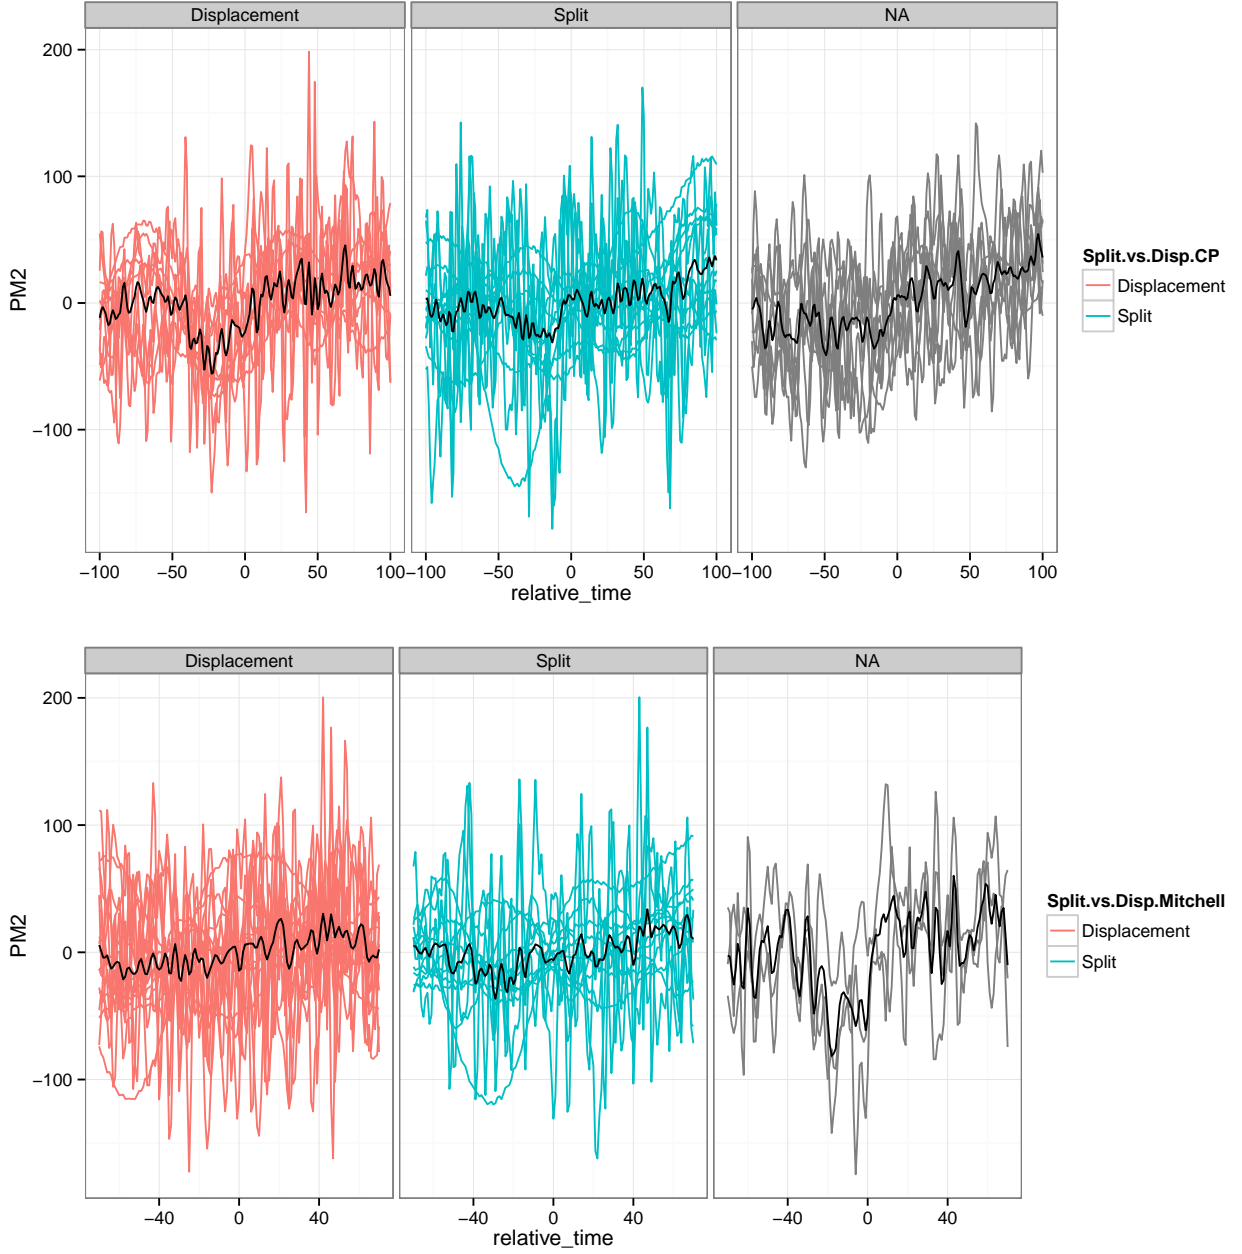 Displacement Split NA
PM2
200
100
0
−100
−100 −50 0 50 100 −100 −50 0 50 100 −100 −50 0 50 100
relative_time
Split.vs.Disp.CP
Displacement
Split
Displacement Split NA
PM2
200
100
0
−100
−40 0 40 −40 0 40 −40 0 40
relative_time
Split.vs.Disp.Mitchell
Displacement
Split